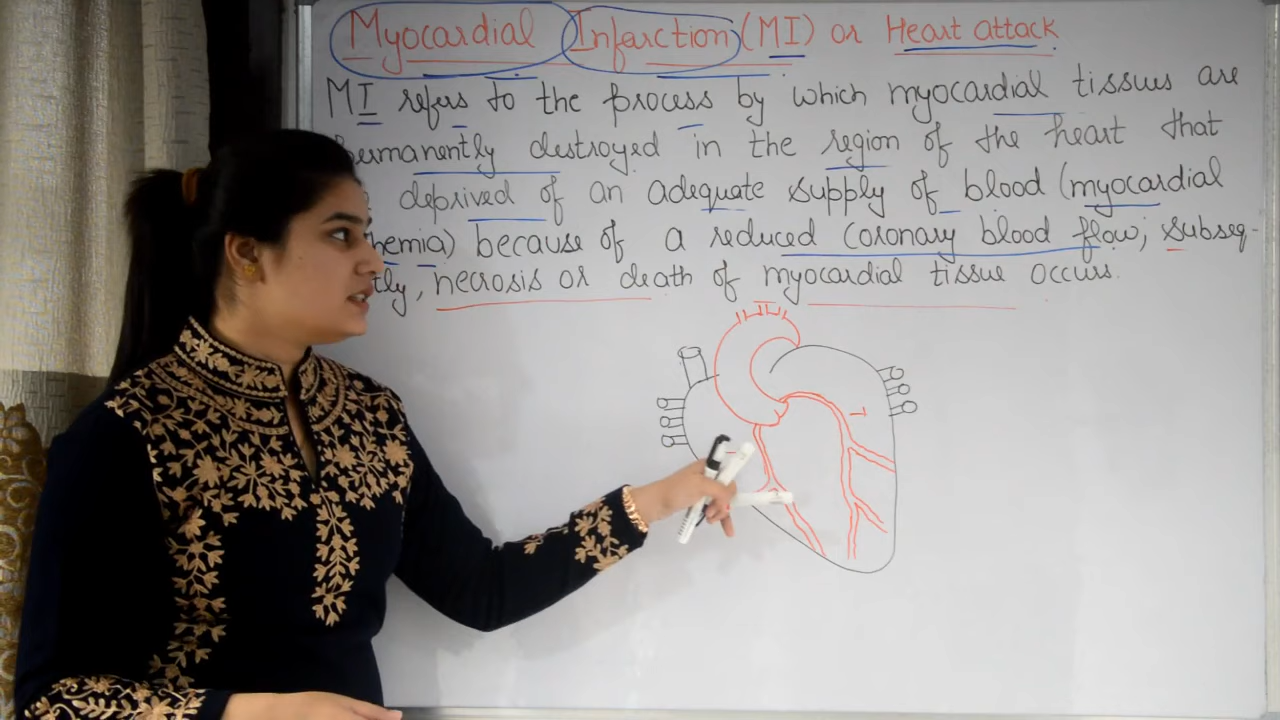 Myocardial Infarction (MI) or Heart attack
MI refers to the process by which myocardial tissues are
permanently destroyed in the region of the heart that
deprived of an adequate supply of blood (myocardial
hemia) because of a reduced coronary blood flow; subseq-
tly, necrosis or death of myocardial tissue occurs.